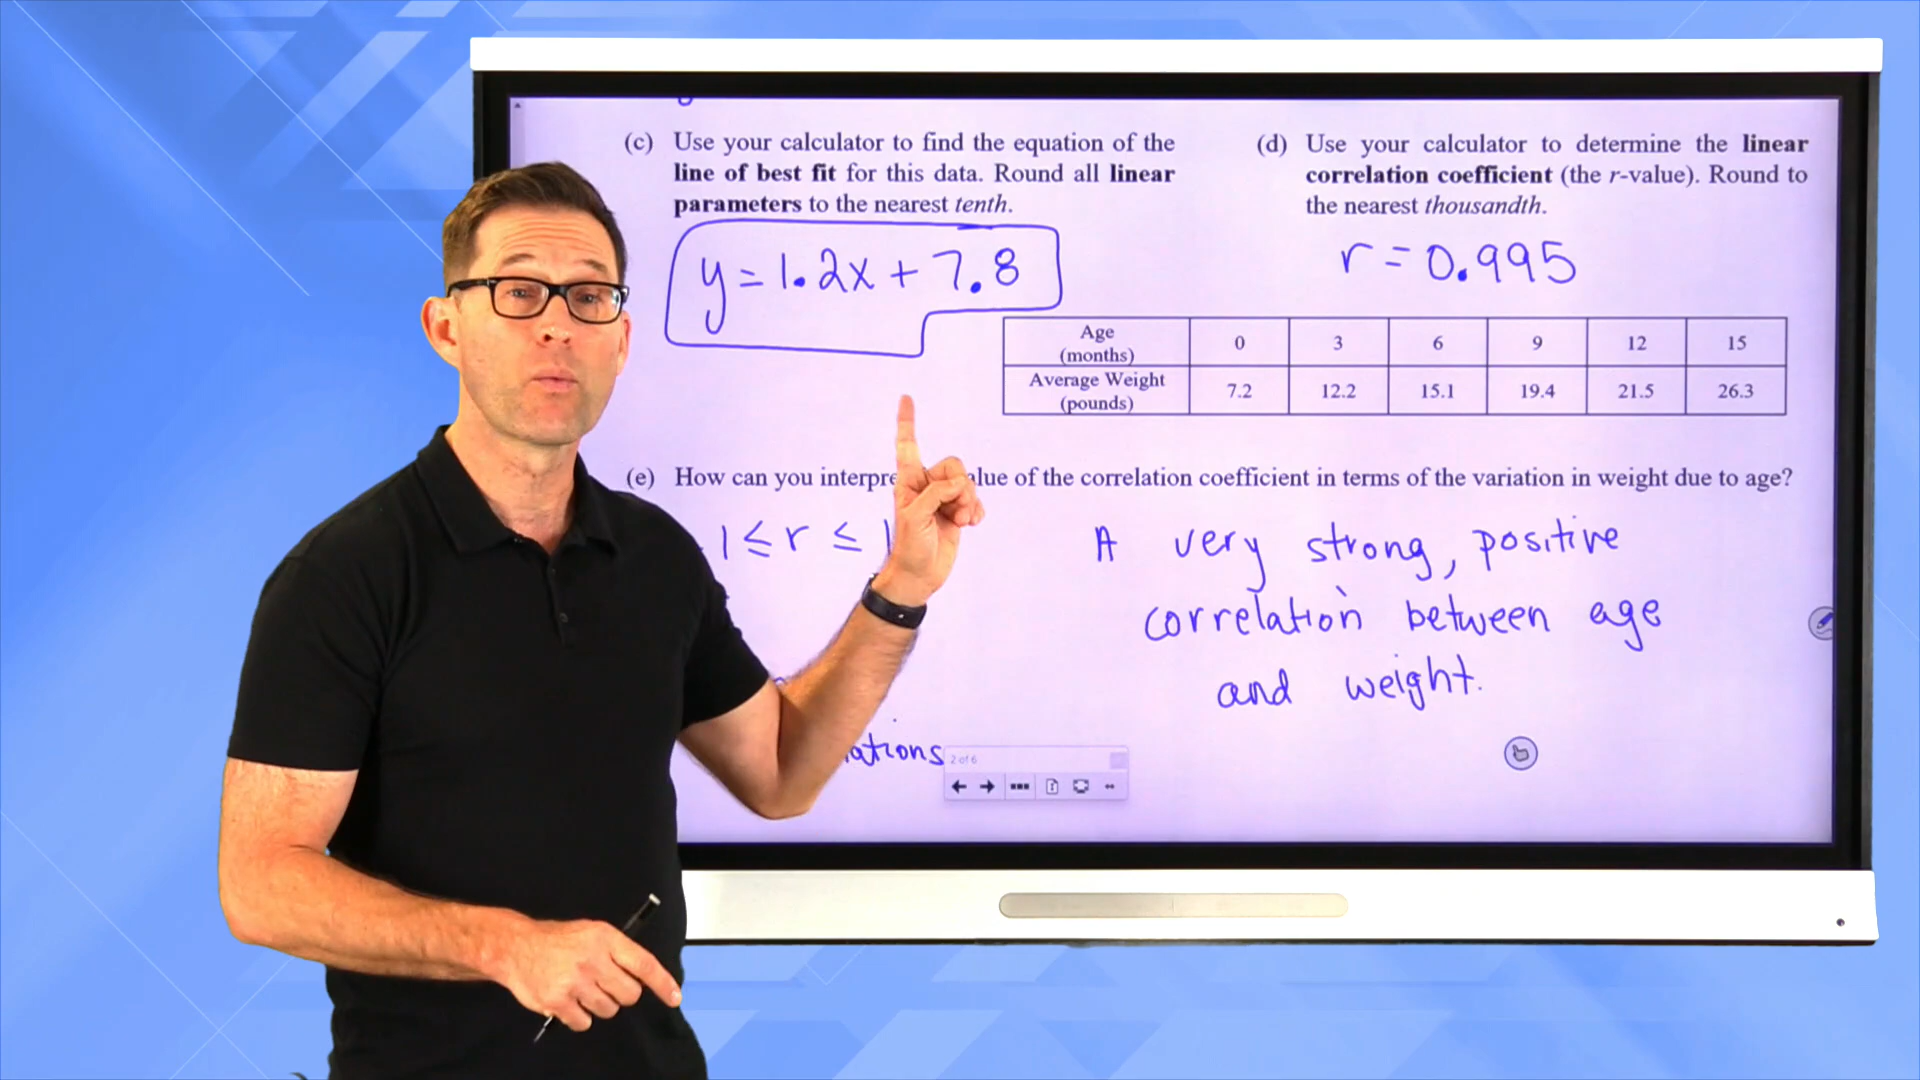 (c) Use your calculator to find the equation of the
line of best fit for this data. Round all linear
parameters to the nearest tenth.
y = 1.2x + 7.8
(d) Use your calculator to determine the linear
correlation coefficient (the r-value). Round to
the nearest thousandth.
r = 0.995
Age (months) 0 3 6 9 12 15
Average Weight (pounds) 7.2 12.2 15.1 19.4 21.5 26.3
(e) How can you of the correlation coefficient in terms of the variation in weight due to age?
1 ≤ r ≤ 1
A very strong, positive
correlation between age
and weight.
2 of 6